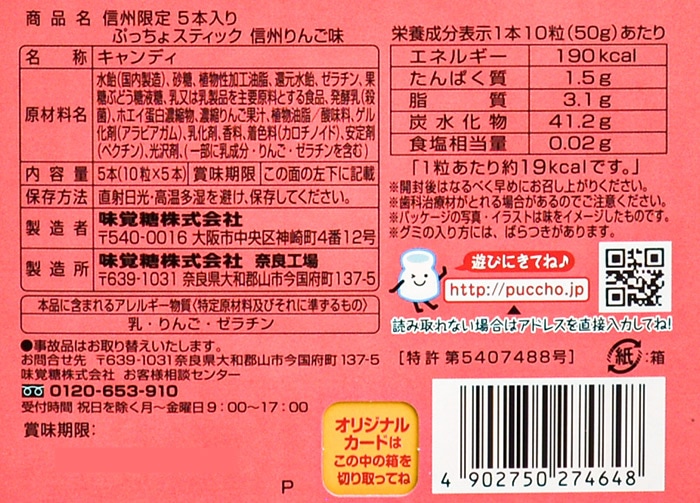 商品名 信州限定 5本入り
ぷっちょスティック 信州りんご味
名称 キャンディ
原材料名
水飴(国内製造)、砂糖、植物性加工油脂、還元水飴、ゼラチン、果
糖ぶどう糖液糖、乳又は乳製品を主要原料とする食品、発酵乳(殺
菌)、ホエイ蛋白濃縮物、濃縮りんご果汁、植物油脂/酸味料、ゲル
化剤(アラビアガム)、乳化剤、香料、着色料(カロチノイド)、安定剤
(ペクチン)、光沢剤、(一部に乳成分・りんご・ゼラチンを含む)
内容量 5本(10粒×5本) 賞味期限 この面の左下に記載
保存方法 直射日光・高温多湿を避け、保存してください。
製造者 味覚糖株式会社
〒540-0016 大阪市中央区神崎町4番12号
製造所 味覚糖株式会社 奈良工場
〒639-1031 奈良県大和郡山市今国府町137-5
本品に含まれるアレルギー物質〈特定原材料及びそれに準ずるもの〉
乳・りんご・ゼラチン
●事故品はお取り替えいたします。
お問合せ先 〒639-1031 奈良県大和郡山市今国府町137-5
味覚糖株式会社 お客様相談センター
0120-653-910
受付時間 祝日を除く月〜金曜日9:00〜17:00
賞味期限:
P
栄養成分表示1本10粒(50g)あたり
エネルギー 190kcal
たんぱく質 1.5g
脂質 3.1g
炭水化物 41.2g
食塩相当量 0.02g
「1粒あたり約19kcalです。」
※開封後はなるべく早めにお召し上がりください。
※歯科治療材がとれる場合があるのでご注意ください。
※パッケージの写真・イラストは味をイメージしたものです。
※グミの入り方には、ばらつきがあります。
遊びにきてね♪
http://puccho.jp
読み取れない場合はアドレスを直接入力してね!
[特許 第5407488号]
紙:箱
オリジナル
カードは
この中の箱を
切り取ってね
4 902750 274648